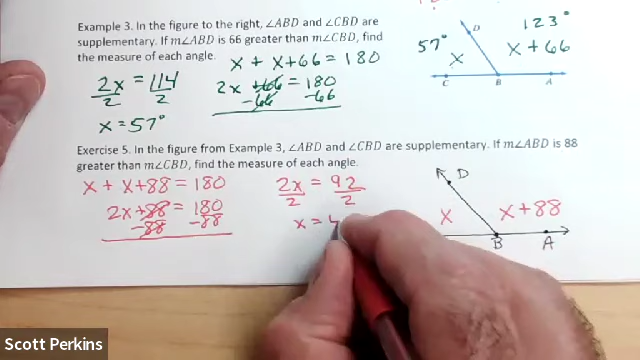 Example 3. In the figure to the right, ∠ABD and ∠CBD are
supplementary. If m∠ABD is 66 greater than m∠CBD, find
the measure of each angle.
x + x+66 = 180
2x +66 = 180
-66 -66
2x = 114
2 2
x = 57°
D
123°
57°
x
x + 66
C B A
Exercise 5. In the figure from Example 3, ∠ABD and ∠CBD are supplementary. If m∠ABD is 88
greater than m∠CBD, find the measure of each angle.
x + x+88 = 180
2x +88 = 180
-88 -88
2x = 92
2 2
x = 4
D
x
x + 88
B A
Scott Perkins